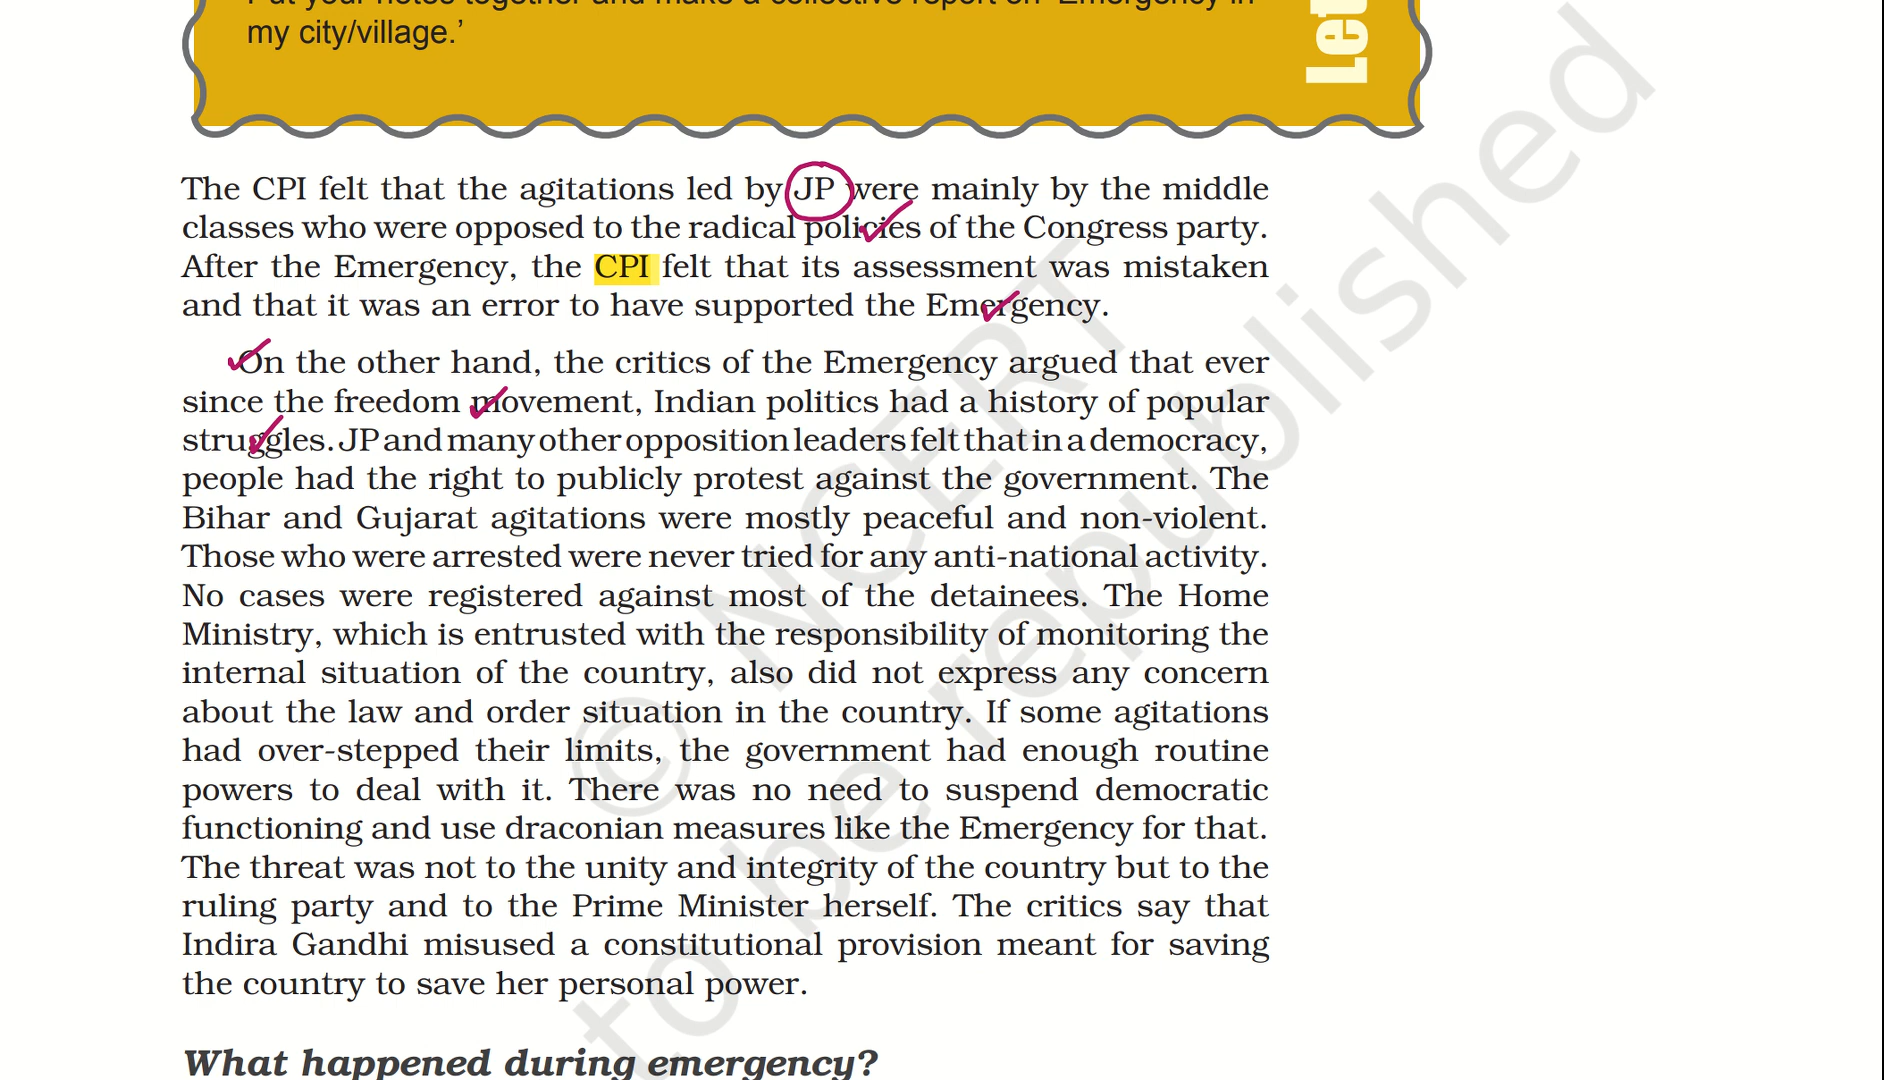 my city/village.’
Let
The CPI felt that the agitations led by JP were mainly by the middle
classes who were opposed to the radical policies of the Congress party.
After the Emergency, the CPI felt that its assessment was mistaken
and that it was an error to have supported the Emergency.
On the other hand, the critics of the Emergency argued that ever
since the freedom movement, Indian politics had a history of popular
struggles. JP and many other opposition leaders felt that in a democracy,
people had the right to publicly protest against the government. The
Bihar and Gujarat agitations were mostly peaceful and non-violent.
Those who were arrested were never tried for any anti-national activity.
No cases were registered against most of the detainees. The Home
Ministry, which is entrusted with the responsibility of monitoring the
internal situation of the country, also did not express any concern
about the law and order situation in the country. If some agitations
had over-stepped their limits, the government had enough routine
powers to deal with it. There was no need to suspend democratic
functioning and use draconian measures like the Emergency for that.
The threat was not to the unity and integrity of the country but to the
ruling party and to the Prime Minister herself. The critics say that
Indira Gandhi misused a constitutional provision meant for saving
the country to save her personal power.
What happened during emergency?
© NCERT
to be republished